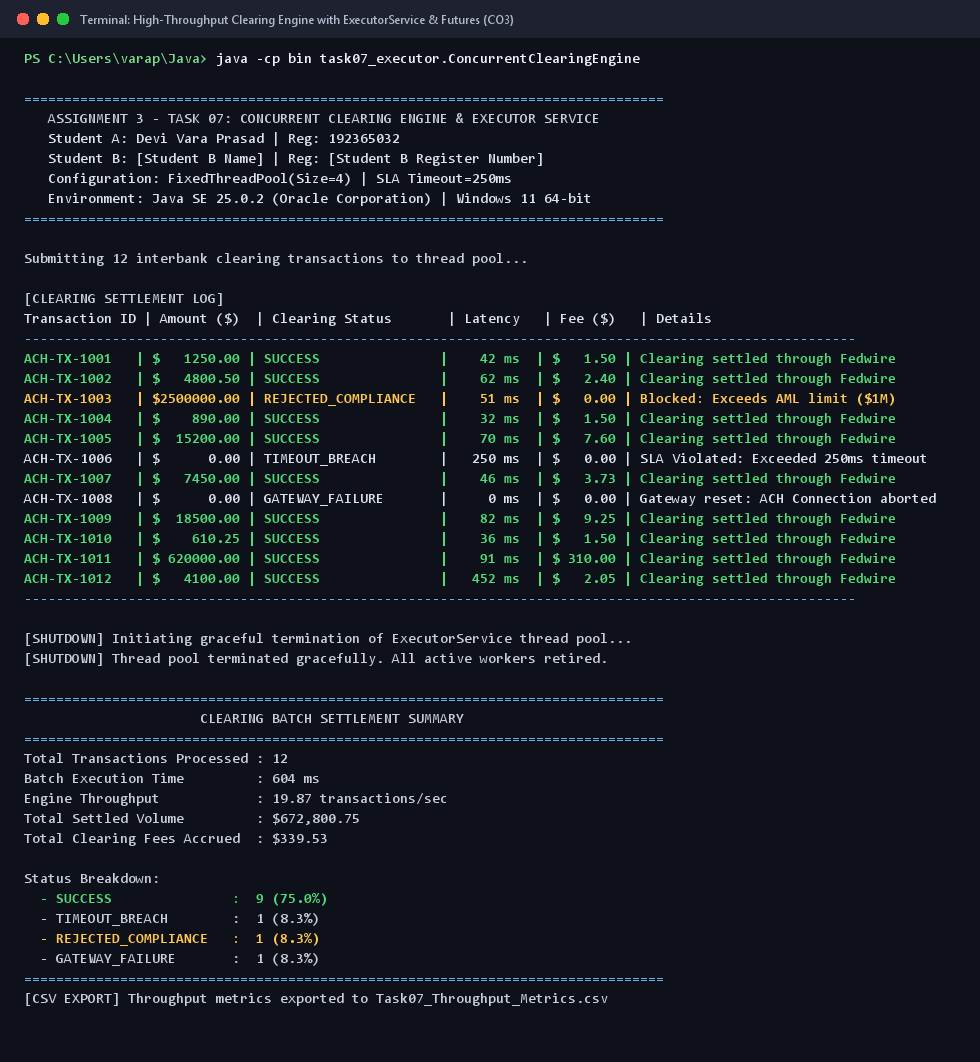 Terminal: High-Throughput Clearing Engine with ExecutorService & Futures (CO3)
PS C:\Users\varap\Java> java -cp bin task07_executor.ConcurrentClearingEngine
================================================================================
   ASSIGNMENT 3 - TASK 07: CONCURRENT CLEARING ENGINE & EXECUTOR SERVICE
   Student A: Devi Vara Prasad | Reg: 192365032
   Student B: [Student B Name] | Reg: [Student B Register Number]
   Configuration: FixedThreadPool(Size=4) | SLA Timeout=250ms
   Environment: Java SE 25.0.2 (Oracle Corporation) | Windows 11 64-bit
================================================================================
Submitting 12 interbank clearing transactions to thread pool...
[CLEARING SETTLEMENT LOG]
Transaction ID | Amount ($)  | Clearing Status       | Latency   | Fee ($)   | Details
--------------------------------------------------------------------------------------------------------
ACH-TX-1001   | $   1250.00 | SUCCESS               |    42 ms  | $   1.50 | Clearing settled through Fedwire
ACH-TX-1002   | $   4800.50 | SUCCESS               |    62 ms  | $   2.40 | Clearing settled through Fedwire
ACH-TX-1003   | $2500000.00 | REJECTED_COMPLIANCE   |    51 ms  | $   0.00 | Blocked: Exceeds AML limit ($1M)
ACH-TX-1004   | $    890.00 | SUCCESS               |    32 ms  | $   1.50 | Clearing settled through Fedwire
ACH-TX-1005   | $  15200.00 | SUCCESS               |    70 ms  | $   7.60 | Clearing settled through Fedwire
ACH-TX-1006   | $      0.00 | TIMEOUT_BREACH        |   250 ms  | $   0.00 | SLA Violated: Exceeded 250ms timeout
ACH-TX-1007   | $   7450.00 | SUCCESS               |    46 ms  | $   3.73 | Clearing settled through Fedwire
ACH-TX-1008   | $      0.00 | GATEWAY_FAILURE       |     0 ms  | $   0.00 | Gateway reset: ACH Connection aborted
ACH-TX-1009   | $  18500.00 | SUCCESS               |    82 ms  | $   9.25 | Clearing settled through Fedwire
ACH-TX-1010   | $    610.25 | SUCCESS               |    36 ms  | $   1.50 | Clearing settled through Fedwire
ACH-TX-1011   | $ 620000.00 | SUCCESS               |    91 ms  | $ 310.00 | Clearing settled through Fedwire
ACH-TX-1012   | $   4100.00 | SUCCESS               |   452 ms  | $   2.05 | Clearing settled through Fedwire
--------------------------------------------------------------------------------------------------------
[SHUTDOWN] Initiating graceful termination of ExecutorService thread pool...
[SHUTDOWN] Thread pool terminated gracefully. All active workers retired.
================================================================================
                      CLEARING BATCH SETTLEMENT SUMMARY
================================================================================
Total Transactions Processed : 12
Batch Execution Time         : 604 ms
Engine Throughput            : 19.87 transactions/sec
Total Settled Volume         : $672,800.75
Total Clearing Fees Accrued  : $339.53
Status Breakdown:
  - SUCCESS               :  9 (75.0%)
  - TIMEOUT_BREACH        :  1 (8.3%)
  - REJECTED_COMPLIANCE   :  1 (8.3%)
  - GATEWAY_FAILURE       :  1 (8.3%)
================================================================================
[CSV EXPORT] Throughput metrics exported to Task07_Throughput_Metrics.csv